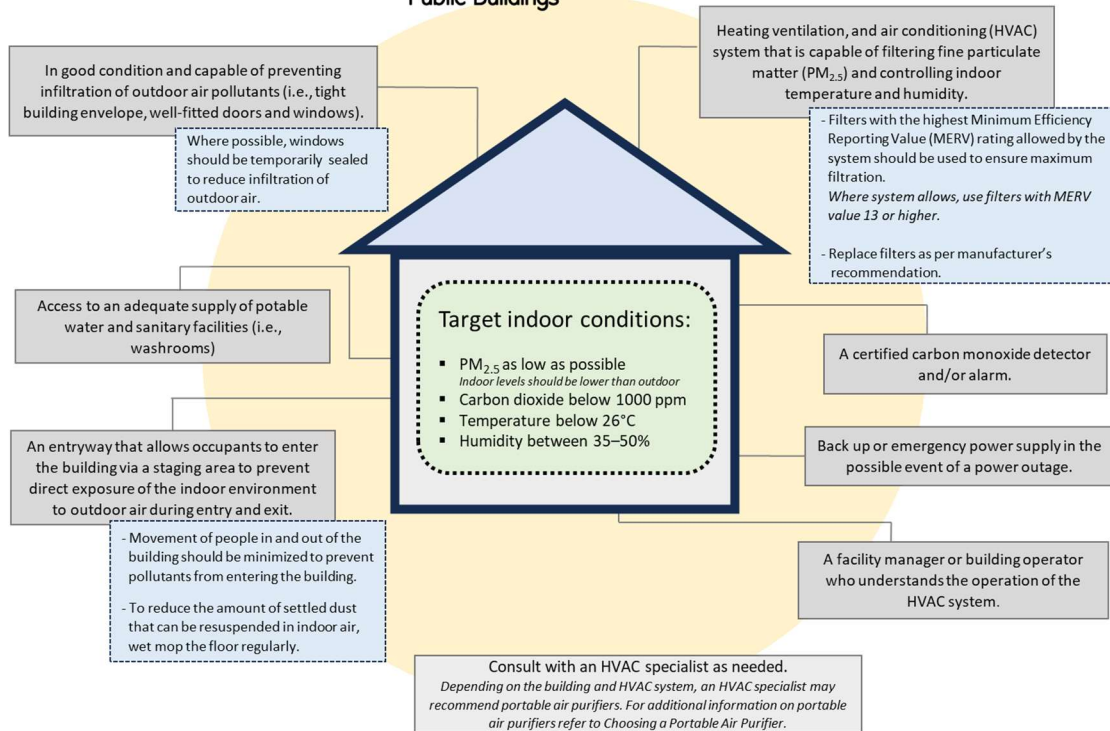 Public Buildings
In good condition and capable of preventing
infiltration of outdoor air pollutants (i.e., tight
building envelope, well-fitted doors and windows).
Where possible, windows
should be temporarily sealed
to reduce infiltration of
outdoor air.
Heating ventilation, and air conditioning (HVAC)
system that is capable of filtering fine particulate
matter (PM2.5) and controlling indoor
temperature and humidity.
- Filters with the highest Minimum Efficiency
Reporting Value (MERV) rating allowed by the
system should be used to ensure maximum
filtration.
Where system allows, use filters with MERV
value 13 or higher.
- Replace filters as per manufacturer's
recommendation.
Access to an adequate supply of potable
water and sanitary facilities (i.e.,
washrooms)
Target indoor conditions:
▪ PM2.5 as low as possible
Indoor levels should be lower than outdoor
▪ Carbon dioxide below 1000 ppm
▪ Temperature below 26°C
▪ Humidity between 35–50%
A certified carbon monoxide detector
and/or alarm.
An entryway that allows occupants to enter
the building via a staging area to prevent
direct exposure of the indoor environment
to outdoor air during entry and exit.
- Movement of people in and out of the
building should be minimized to prevent
pollutants from entering the building.
- To reduce the amount of settled dust
that can be resuspended in indoor air,
wet mop the floor regularly.
Back up or emergency power supply in the
possible event of a power outage.
A facility manager or building operator
who understands the operation of the
HVAC system.
Consult with an HVAC specialist as needed.
Depending on the building and HVAC system, an HVAC specialist may
recommend portable air purifiers. For additional information on portable
air purifiers refer to Choosing a Portable Air Purifier.